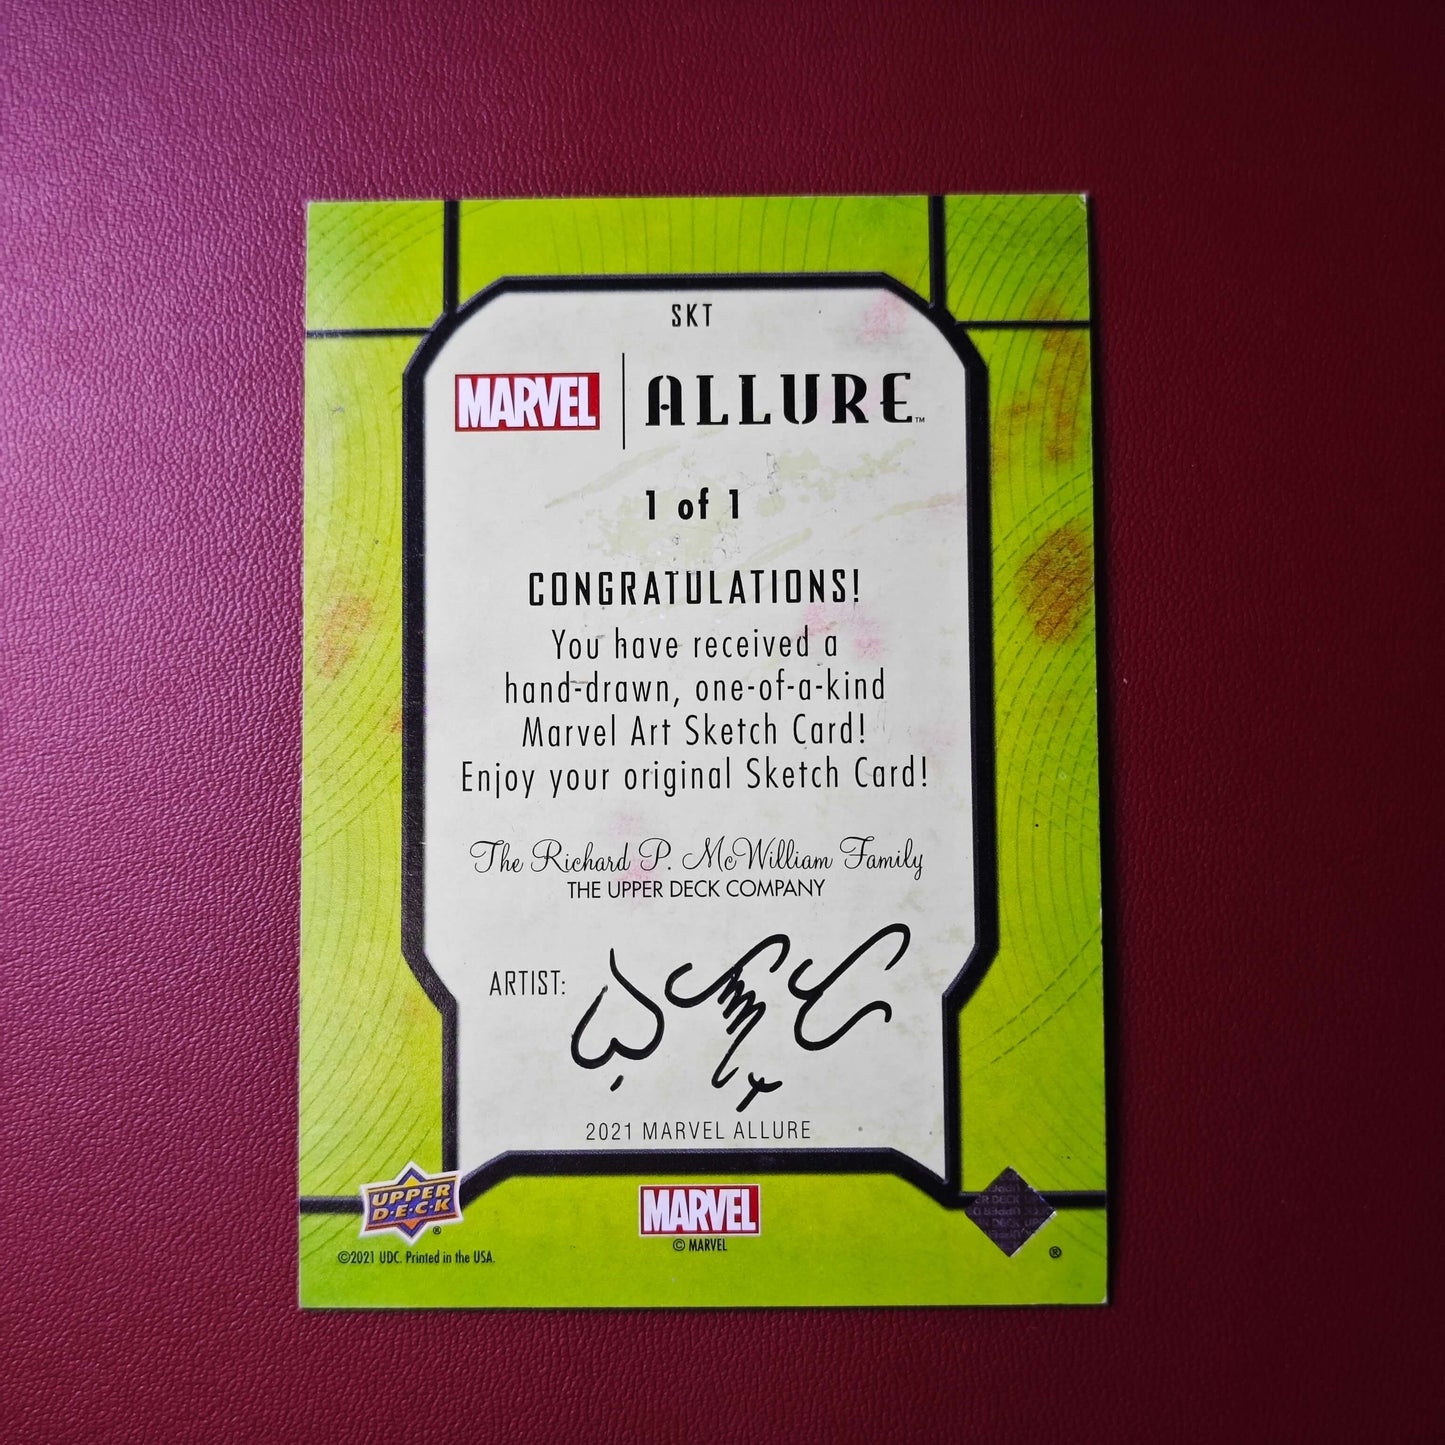 SKT
MARVEL ALLURE™
1 of 1
CONGRATULATIONS!
You have received a
hand-drawn, one-of-a-kind
Marvel Art Sketch Card!
Enjoy your original Sketch Card!
The Richard P. McWilliam Family
THE UPPER DECK COMPANY
ARTIST:
2021 MARVEL ALLURE
UPPER
D·E·C·K
®
MARVEL
© MARVEL
©2021 UDC. Printed in the USA.
®